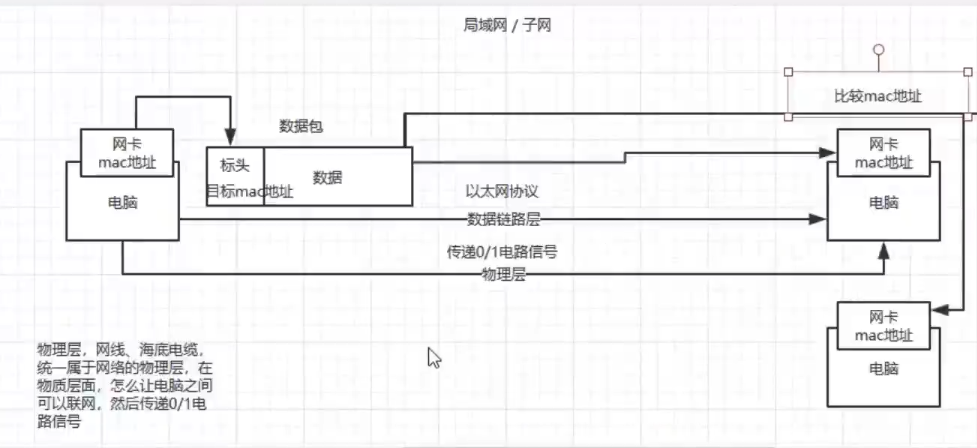 局域网 / 子网
比较mac地址
数据包
网卡
mac地址
标头
目标mac地址
数据
网卡
mac地址
电脑
以太网协议
电脑
数据链路层
传递0/1电路信号
物理层
网卡
mac地址
电脑
物理层，网线、海底电缆，
统一属于网络的物理层，在
物质层面，怎么让电脑之间
可以联网，然后传递0/1电
路信号